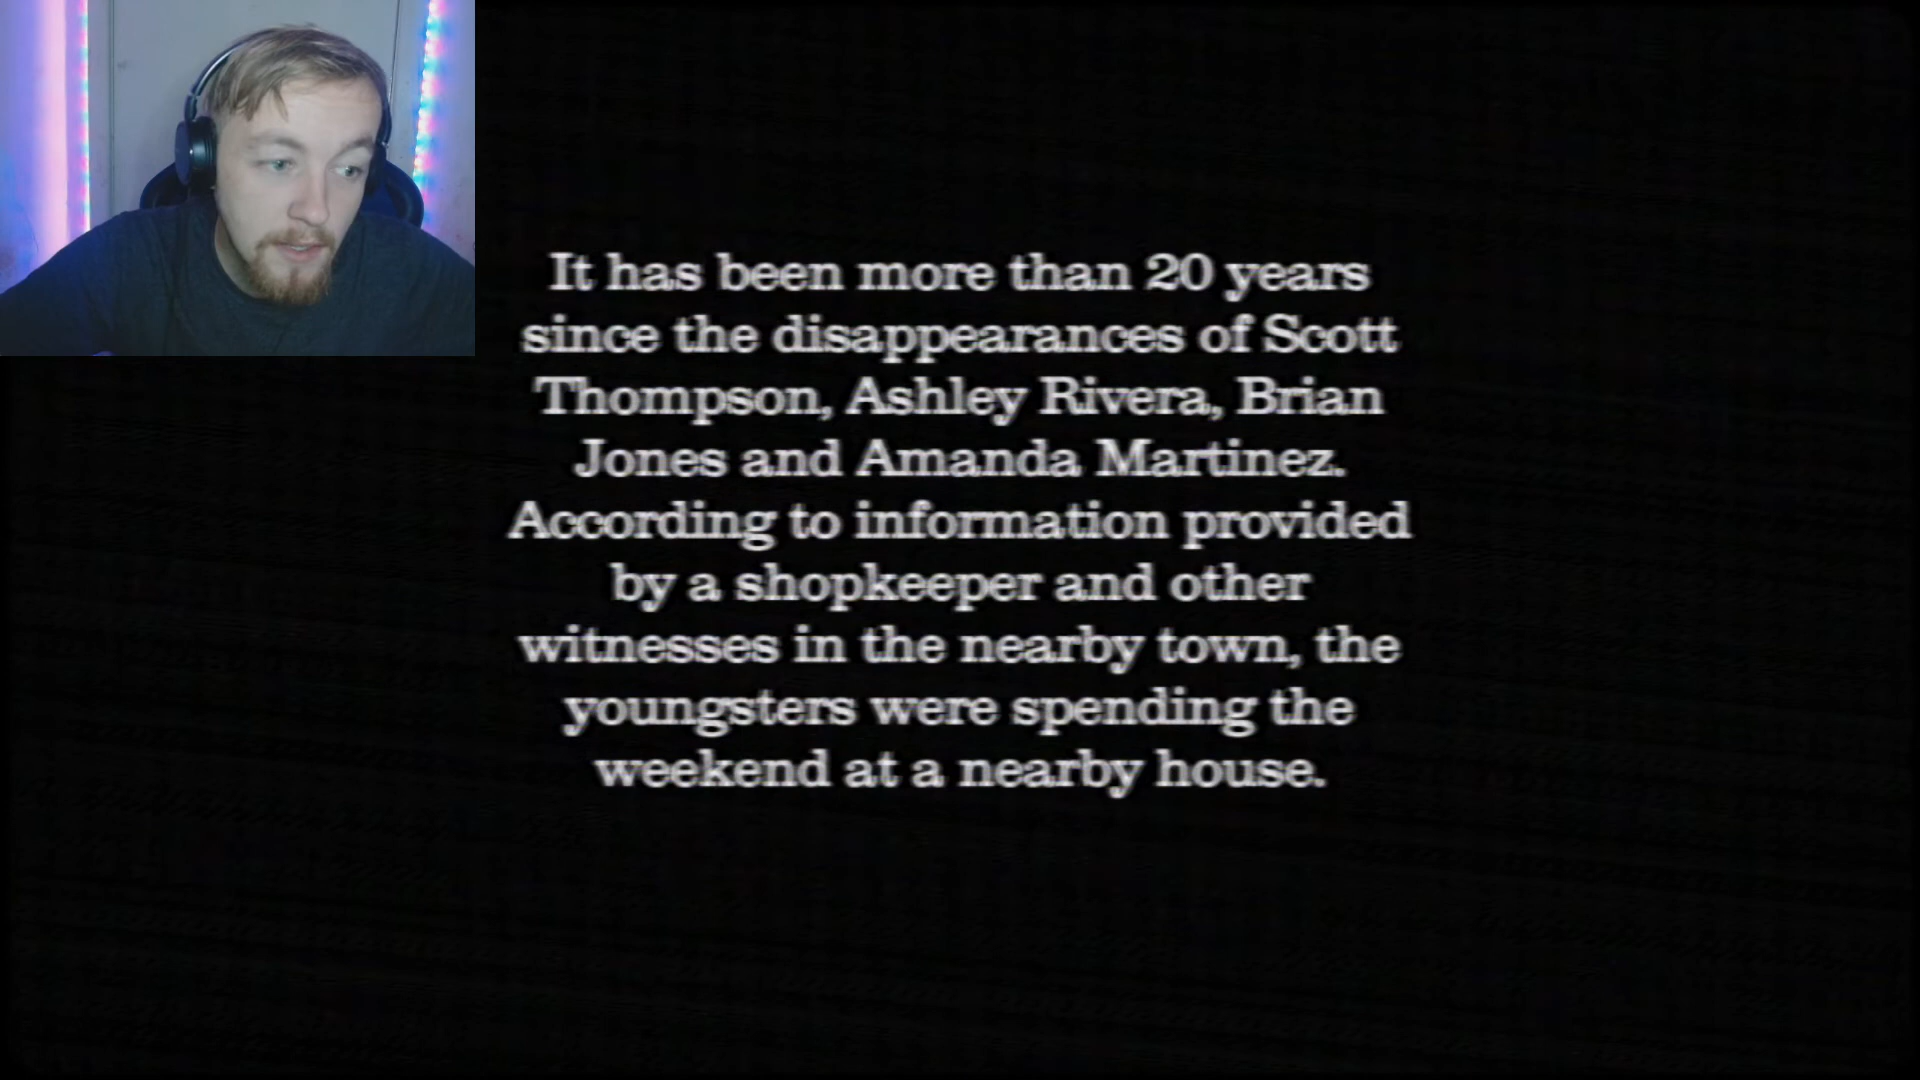 It has been more than 20 years
since the disappearances of Scott
Thompson, Ashley Rivera, Brian
Jones and Amanda Martinez.
According to information provided
by a shopkeeper and other
witnesses in the nearby town, the
youngsters were spending the
weekend at a nearby house.